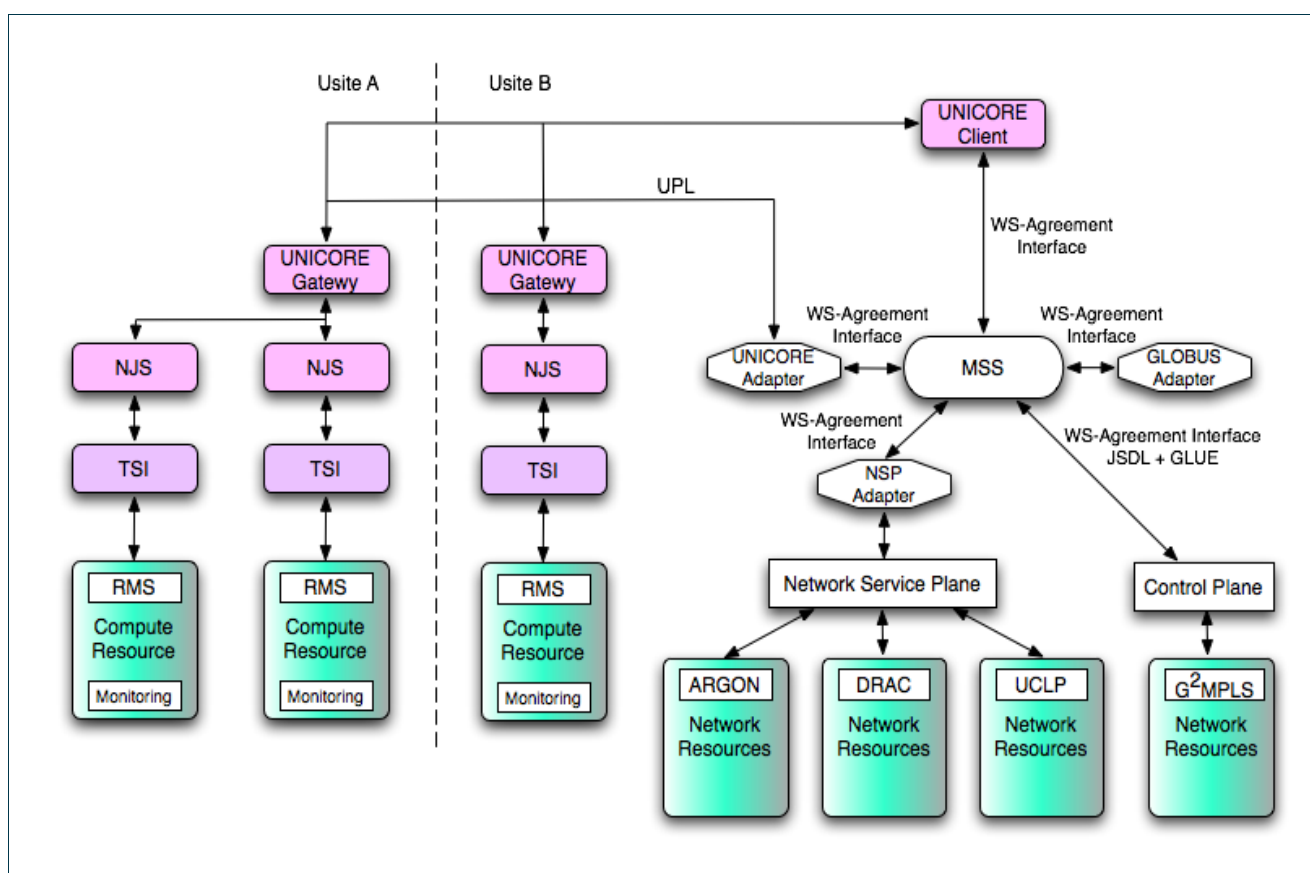 Usite A
Usite B
UNICORE
Client
UPL
WS-Agreement
Interface
UNICORE
Gatewy
UNICORE
Gatewy
WS-Agreement
Interface
WS-Agreement
Interface
NJS
NJS
NJS
UNICORE
Adapter
MSS
GLOBUS
Adapter
WS-Agreement
Interface
WS-Agreement Interface
JSDL + GLUE
TSI
TSI
TSI
NSP
Adapter
RMS
Compute
Resource
Monitoring
RMS
Compute
Resource
Monitoring
RMS
Compute
Resource
Monitoring
Network Service Plane
Control Plane
ARGON
Network
Resources
DRAC
Network
Resources
UCLP
Network
Resources
G²MPLS
Network
Resources